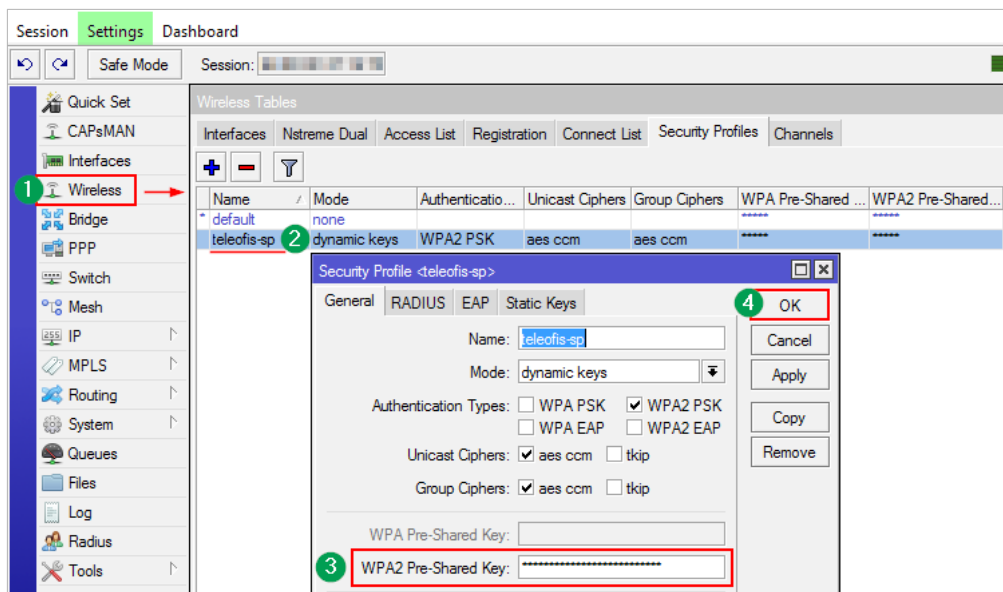 Session Settings Dashboard
Safe Mode Session:
Quick Set
CAPsMAN
Interfaces
1 Wireless
Bridge
PPP
Switch
Mesh
255 IP
MPLS
Routing
System
Queues
Files
Log
Radius
Tools
Wireless Tables
Interfaces Nstreme Dual Access List Registration Connect List Security Profiles Channels
Name / Mode Authenticatio... Unicast Ciphers Group Ciphers WPA Pre-Shared ... WPA2 Pre-Shared...
* default none ***** *****
teleofis-sp 2 dynamic keys WPA2 PSK aes ccm aes ccm ***** *****
Security Profile <teleofis-sp>
General RADIUS EAP Static Keys
Name: teleofis-sp
Mode: dynamic keys
Authentication Types: WPA PSK WPA2 PSK
WPA EAP WPA2 EAP
Unicast Ciphers: aes ccm tkip
Group Ciphers: aes ccm tkip
WPA Pre-Shared Key:
3 WPA2 Pre-Shared Key:
4 OK
Cancel
Apply
Copy
Remove